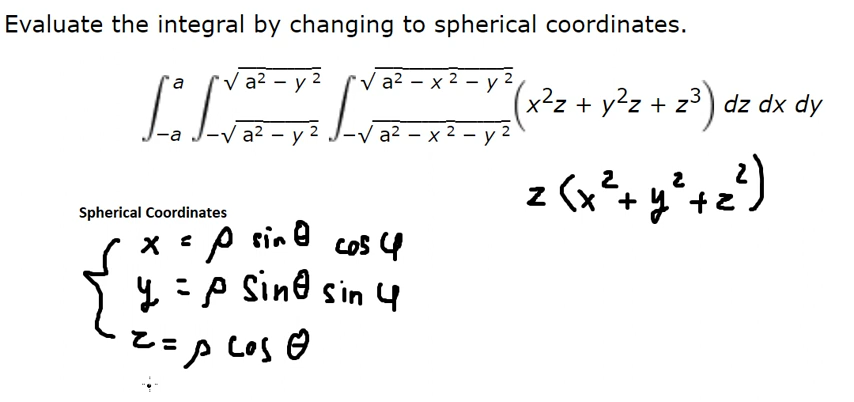 Evaluate the integral by changing to spherical coordinates.
∫_{-a}^{a} ∫_{-√(a² – y²)}^{√(a² – y²)} ∫_{-√(a² – x² – y²)}^{√(a² – x² – y²)} (x²z + y²z + z³) dz dx dy
z (x² + y² + z²)
Spherical Coordinates
x = ρ sin θ cos φ
y = ρ sin θ sin φ
z = ρ cos θ